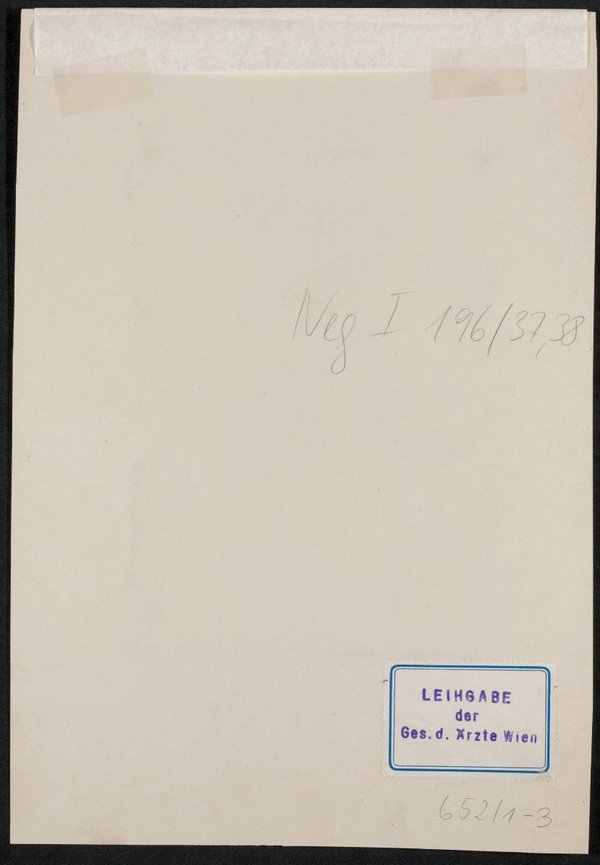 Neg I 196/37,38
LEIHGABE
der
Ges. d. Ärzte Wien
652/1-3